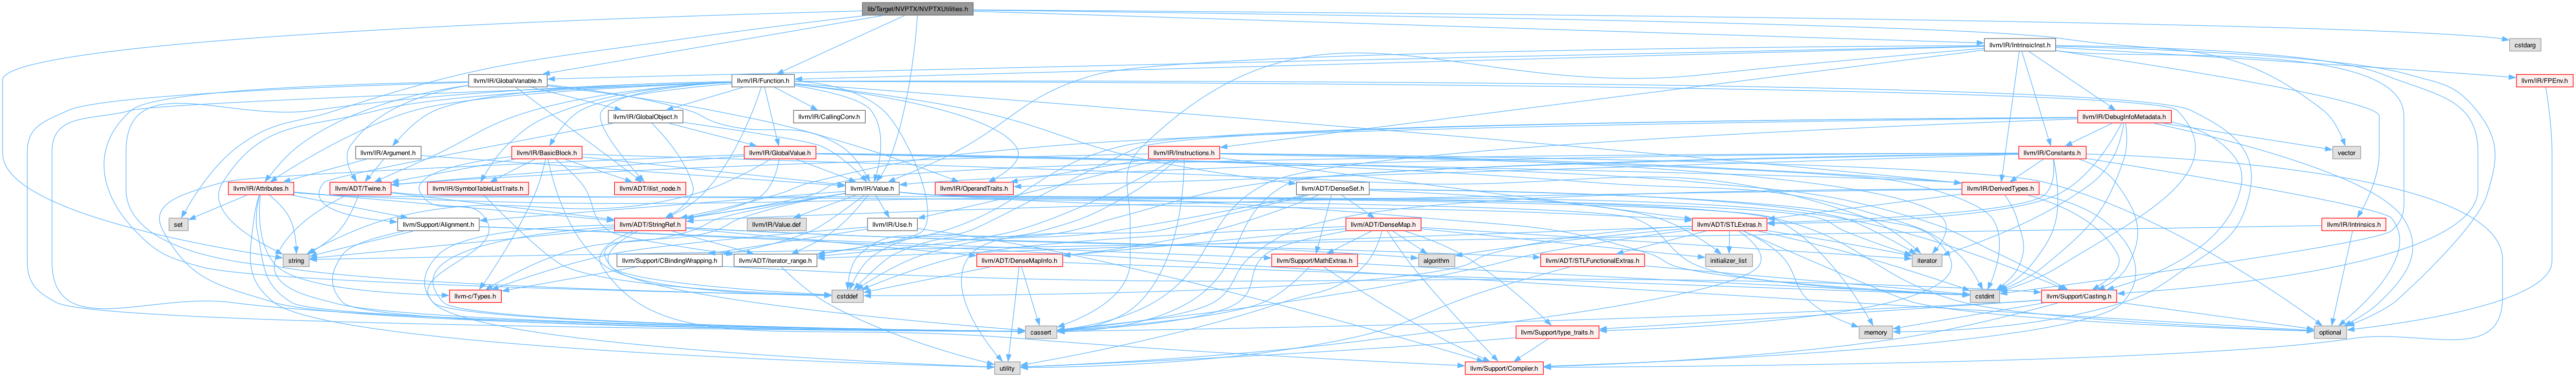 lib/Target/NVPTX/NVPTXUtilities.h
llvm/IR/IntrinsicInst.h
cstdarg
llvm/IR/GlobalVariable.h
llvm/IR/Function.h
llvm/IR/FPEnv.h
llvm/IR/GlobalObject.h
llvm/IR/CallingConv.h
llvm/IR/DebugInfoMetadata.h
llvm/IR/Argument.h
llvm/IR/BasicBlock.h
llvm/IR/GlobalValue.h
llvm/IR/Instructions.h
llvm/IR/Constants.h
vector
llvm/IR/Attributes.h
llvm/ADT/Twine.h
llvm/IR/SymbolTableListTraits.h
llvm/ADT/ilist_node.h
llvm/IR/Value.h
llvm/IR/OperandTraits.h
llvm/ADT/DenseSet.h
llvm/IR/DerivedTypes.h
set
llvm/Support/Alignment.h
llvm/ADT/StringRef.h
llvm/IR/Value.def
llvm/IR/Use.h
llvm/ADT/DenseMap.h
llvm/ADT/STLExtras.h
llvm/IR/Intrinsics.h
string
llvm/Support/CBindingWrapping.h
llvm/ADT/iterator_range.h
llvm/ADT/DenseMapInfo.h
llvm/Support/MathExtras.h
algorithm
llvm/ADT/STLFunctionalExtras.h
initializer_list
iterator
llvm-c/Types.h
cstddef
cstdint
llvm/Support/Casting.h
cassert
llvm/Support/type_traits.h
memory
optional
utility
llvm/Support/Compiler.h